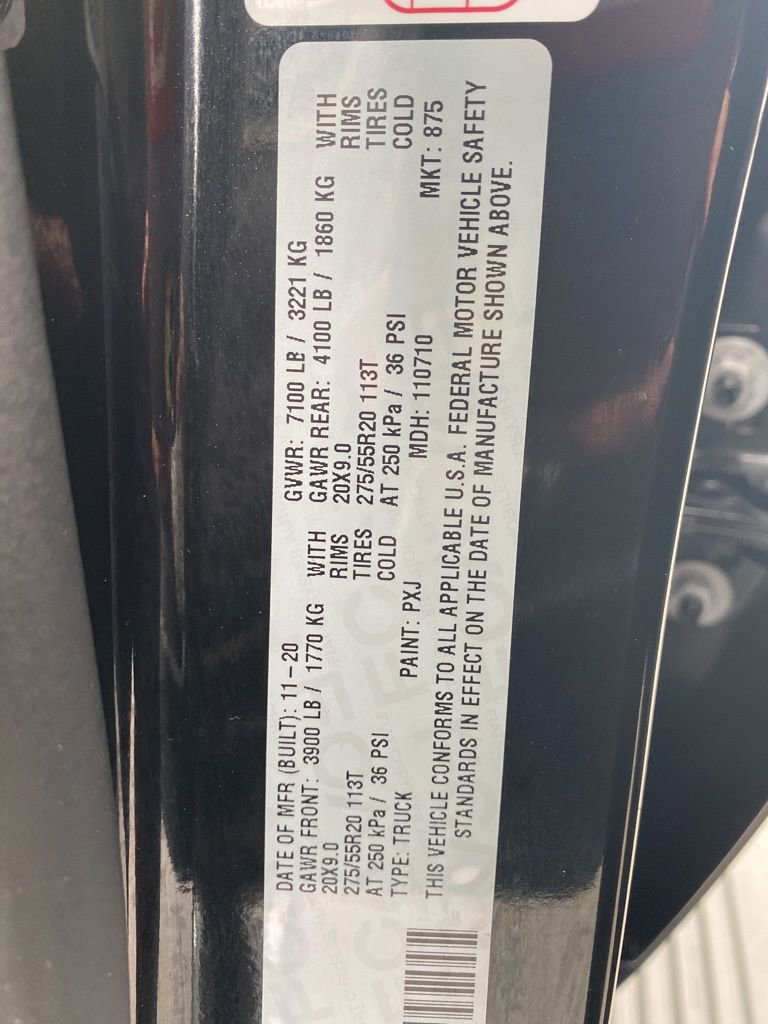 DATE OF MFR (BUILT): 11-20 GVWR: 7100 LB / 3221 KG
GAWR FRONT: 3900 LB / 1770 KG WITH GAWR REAR: 4100 LB / 1860 KG WITH
20X9.0 RIMS 20X9.0 RIMS
275/55R20 113T TIRES 275/55R20 113T TIRES
AT 250 kPa / 36 PSI COLD AT 250 kPa / 36 PSI COLD
TYPE: TRUCK PAINT: PXJ MDH: 110710 MKT: 875
THIS VEHICLE CONFORMS TO ALL APPLICABLE U.S.A. FEDERAL MOTOR VEHICLE SAFETY
STANDARDS IN EFFECT ON THE DATE OF MANUFACTURE SHOWN ABOVE.